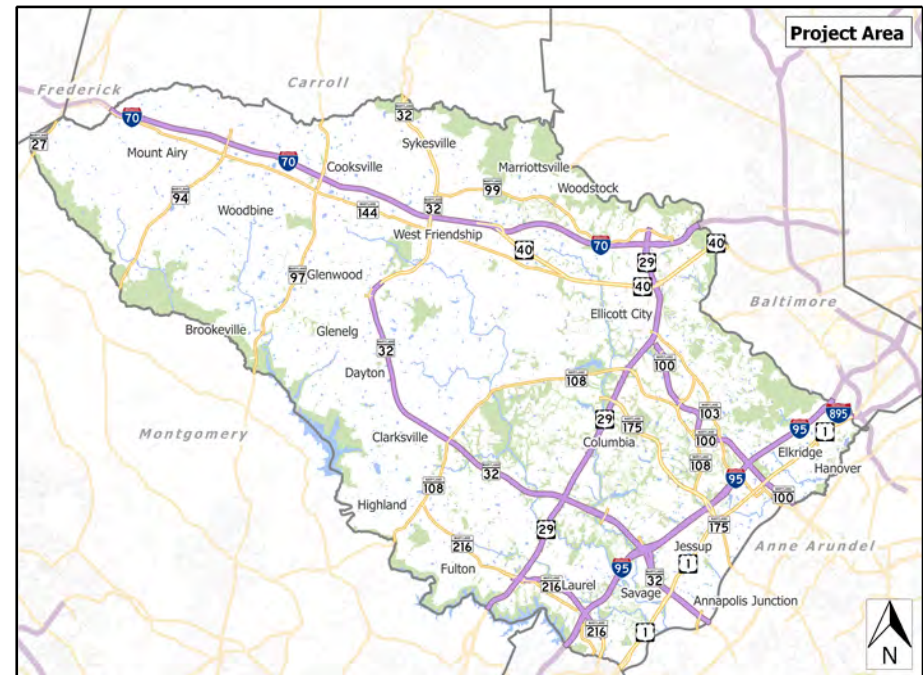 Project Area
Carroll
Frederick
32
70
27
Mount Airy
Sykesville
70
Cooksville
Marriottsville
99
Woodstock
94
Woodbine
144
32
West Friendship
40
70
40
29
97
Glenwood
40
Baltimore
Ellicott City
Brookeville
Glenelg
32
100
Dayton
108
895
103
95
1
Montgomery
29
175
Clarksville
Columbia
100
Elkridge
32
108
95
Hanover
108
100
Highland
29
175
216
Jessup
Anne Arundel
Fulton
95
1
216
Laurel
32
Savage
Annapolis Junction
216
1
N